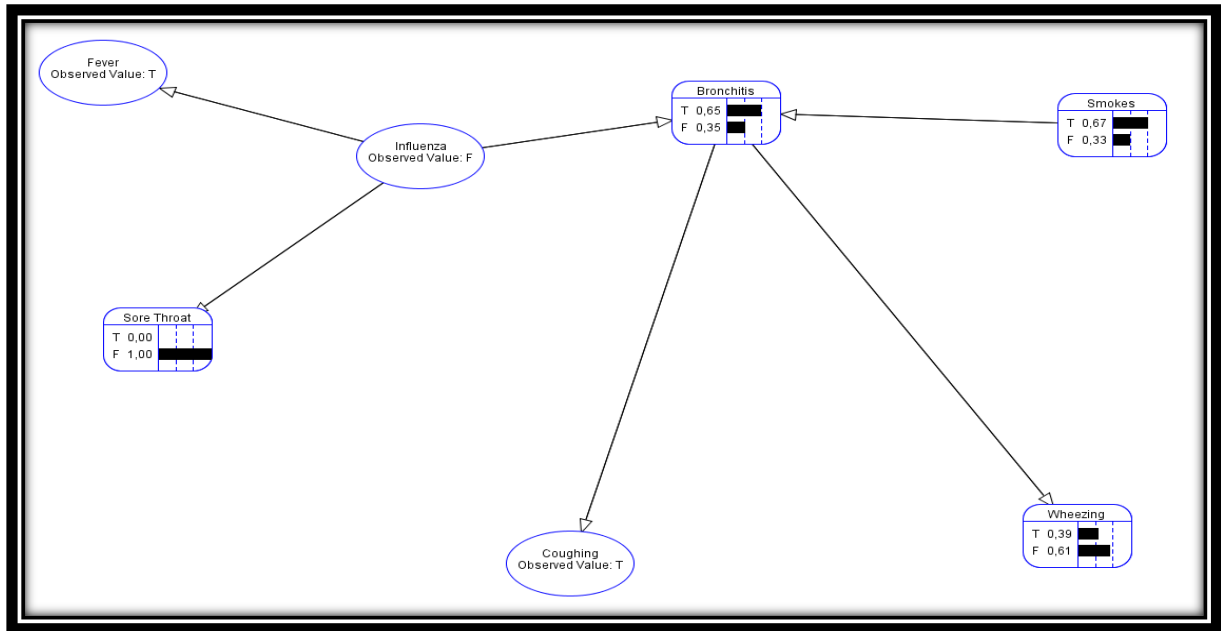 Fever
Observed Value: T
Influenza
Observed Value: F
Bronchitis
T 0,65
F 0,35
Smokes
T 0,67
F 0,33
Sore Throat
T 0,00
F 1,00
Coughing
Observed Value: T
Wheezing
T 0,39
F 0,61